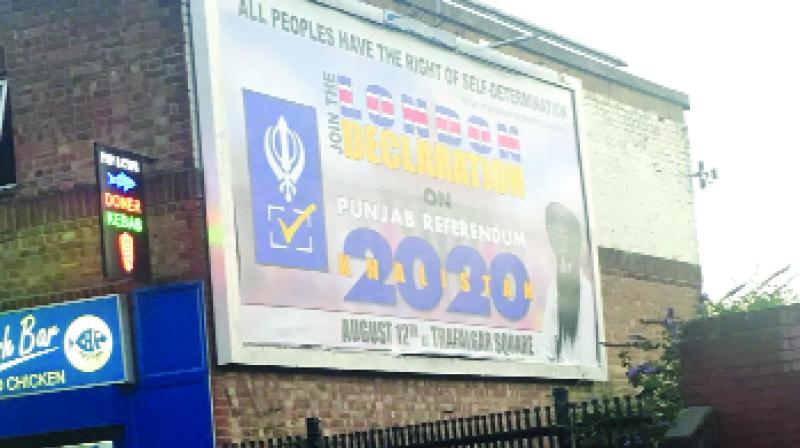 ALL PEOPLES HAVE THE RIGHT OF SELF-DETERMINATION
JOIN THE
LONDON
DECLARATION
ON
PUNJAB REFERENDUM
2020
KHALISTAN
AUGUST 12TH TRAFALGAR SQUARE
DONER
KEBAB
Bar
CHICKEN